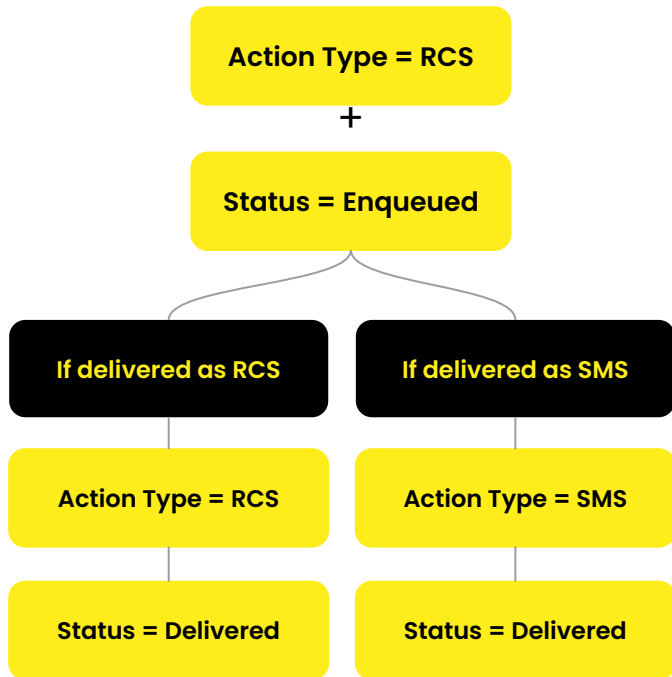 Action Type = RCS
+
Status = Enqueued
If delivered as RCS
If delivered as SMS
Action Type = RCS
Action Type = SMS
Status = Delivered
Status = Delivered